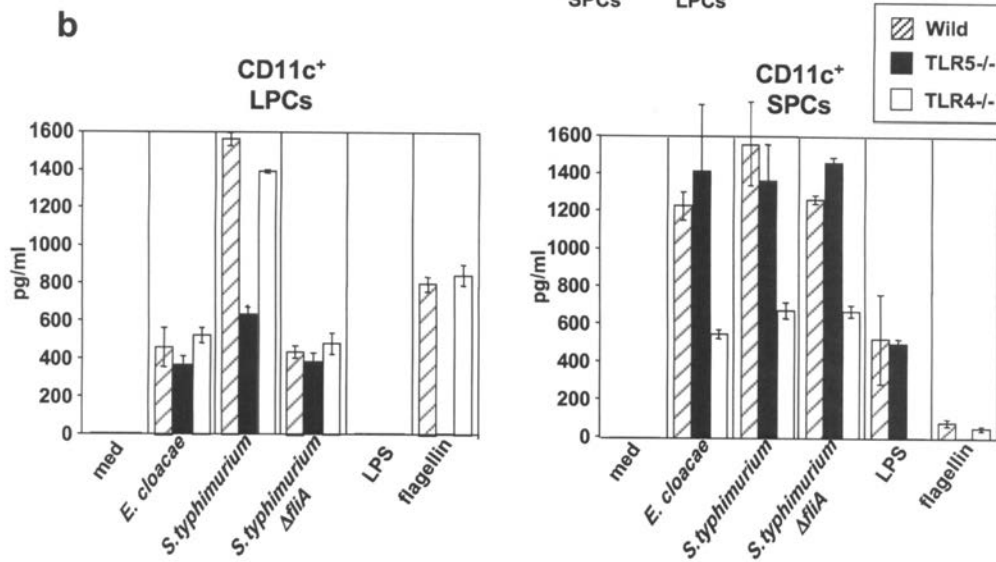 SPCs LPCs
b
Wild
TLR5-/-
TLR4-/-
CD11c+
LPCs
1600
1400
1200
1000
800
600
400
200
0
pg/ml
med
E. cloacae
S.typhimurium
S.typhimurium
ΔfliA
LPS
flagellin
CD11c+
SPCs
1600
1400
1200
1000
800
600
400
200
0
pg/ml
med
E. cloacae
S.typhimurium
S.typhimurium
ΔfliA
LPS
flagellin